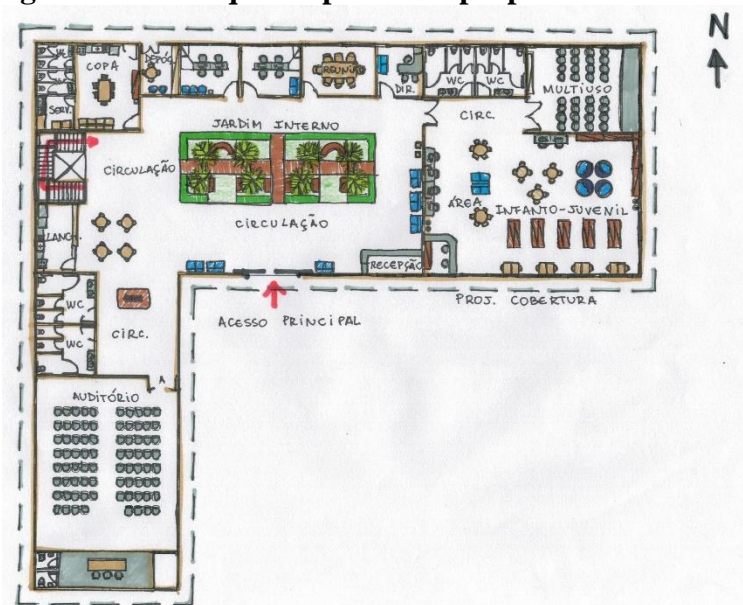 N
COPA
DEPÓS.
REUNIÃO
DIR.
WC
WC
MULTIUSO
SERV.
CIRC.
JARDIM INTERNO
CIRCULAÇÃO
CIRCULAÇÃO
ÁREA
INFANTO-JUVENIL
LANCH.
RECEPÇÃO
PROJ. COBERTURA
WC
ACESSO PRINCIPAL
CIRC.
WC
AUDITÓRIO